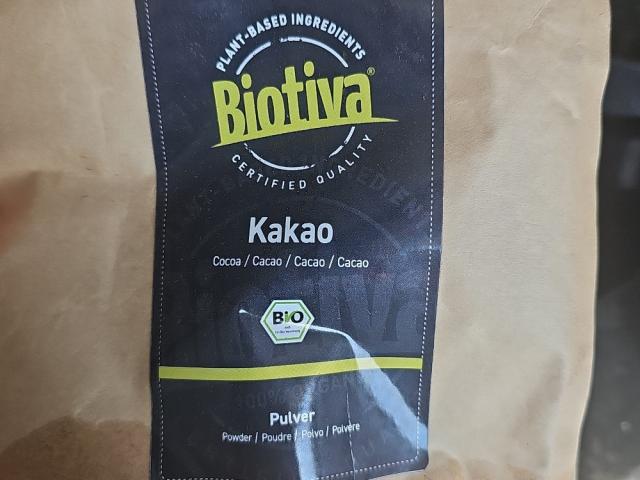 PLANT-BASED INGREDIENTS
Biotiva®
CERTIFIED QUALITY
Kakao
Cocoa / Cacao / Cacao / Cacao
Bio
Pulver
Powder / Poudre / Polvo / Polvere